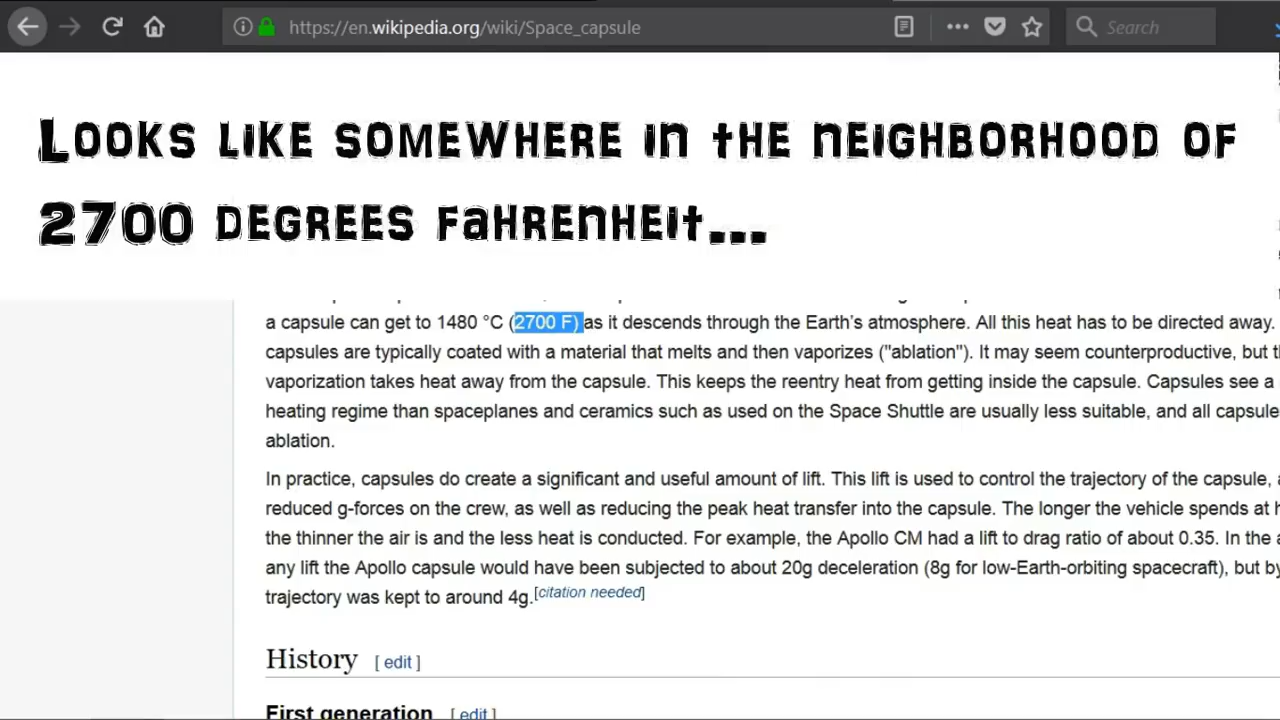 https://en.wikipedia.org/wiki/Space_capsule
Search
Looks like somewhere in the neighborhood of
2700 degrees Fahrenheit...
a capsule can get to 1480 °C (2700 F) as it descends through the Earth's atmosphere. All this heat has to be directed away.
capsules are typically coated with a material that melts and then vaporizes ("ablation"). It may seem counterproductive, but
vaporization takes heat away from the capsule. This keeps the reentry heat from getting inside the capsule. Capsules see a
heating regime than spaceplanes and ceramics such as used on the Space Shuttle are usually less suitable, and all capsule
ablation.
In practice, capsules do create a significant and useful amount of lift. This lift is used to control the trajectory of the capsule,
reduced g-forces on the crew, as well as reducing the peak heat transfer into the capsule. The longer the vehicle spends at
the thinner the air is and the less heat is conducted. For example, the Apollo CM had a lift to drag ratio of about 0.35. In the
any lift the Apollo capsule would have been subjected to about 20g deceleration (8g for low-Earth-orbiting spacecraft), but
trajectory was kept to around 4g.[citation needed]
History [ edit ]
First generation [ edit ]